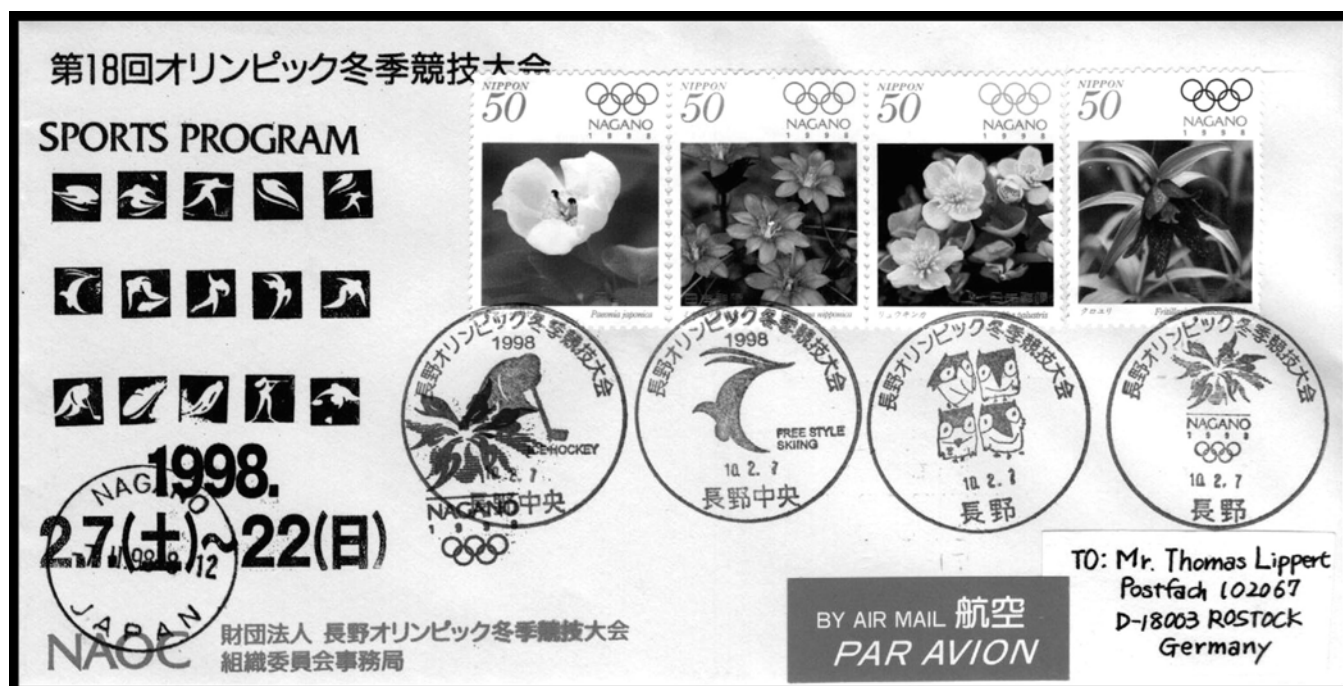 第18回オリンピック冬季競技大会
SPORTS PROGRAM
1998.
2.7(土)~22(日)
NAGANO
JAPAN
NAOC
財団法人 長野オリンピック冬季競技大会
組織委員会事務局
NIPPON
50
NAGANO
1998
Paeonia japonica
NIPPON
50
NAGANO
1998
nipponica
NIPPON
50
NAGANO
1998
リュウキンカ
palustris
NIPPON
50
NAGANO
1998
クロユリ
長野オリンピック冬季競技大会
1998
ICE HOCKEY
10.2.7
長野中央
NAGANO
1998
長野オリンピック冬季競技大会
1998
FREE STYLE
SKIING
10.2.7
長野中央
長野オリンピック冬季競技大会
10.2.7
長野
長野オリンピック冬季競技大会
NAGANO
1998
10.2.7
長野
BY AIR MAIL 航空
PAR AVION
TO: Mr. Thomas Lippert
Postfach 102067
D-18003 ROSTOCK
Germany